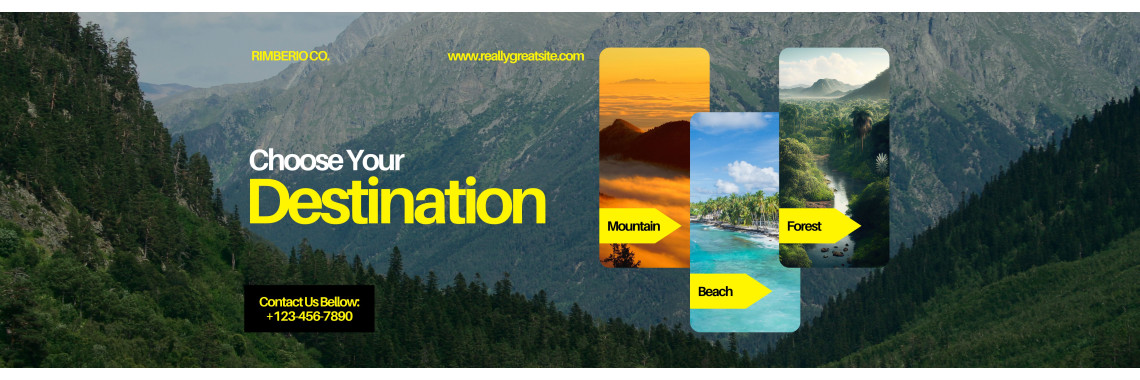 RIMBERIO CO.
www.reallygreatsite.com
Choose Your
Destination
Mountain
Forest
Beach
Contact Us Bellow:
+123-456-7890